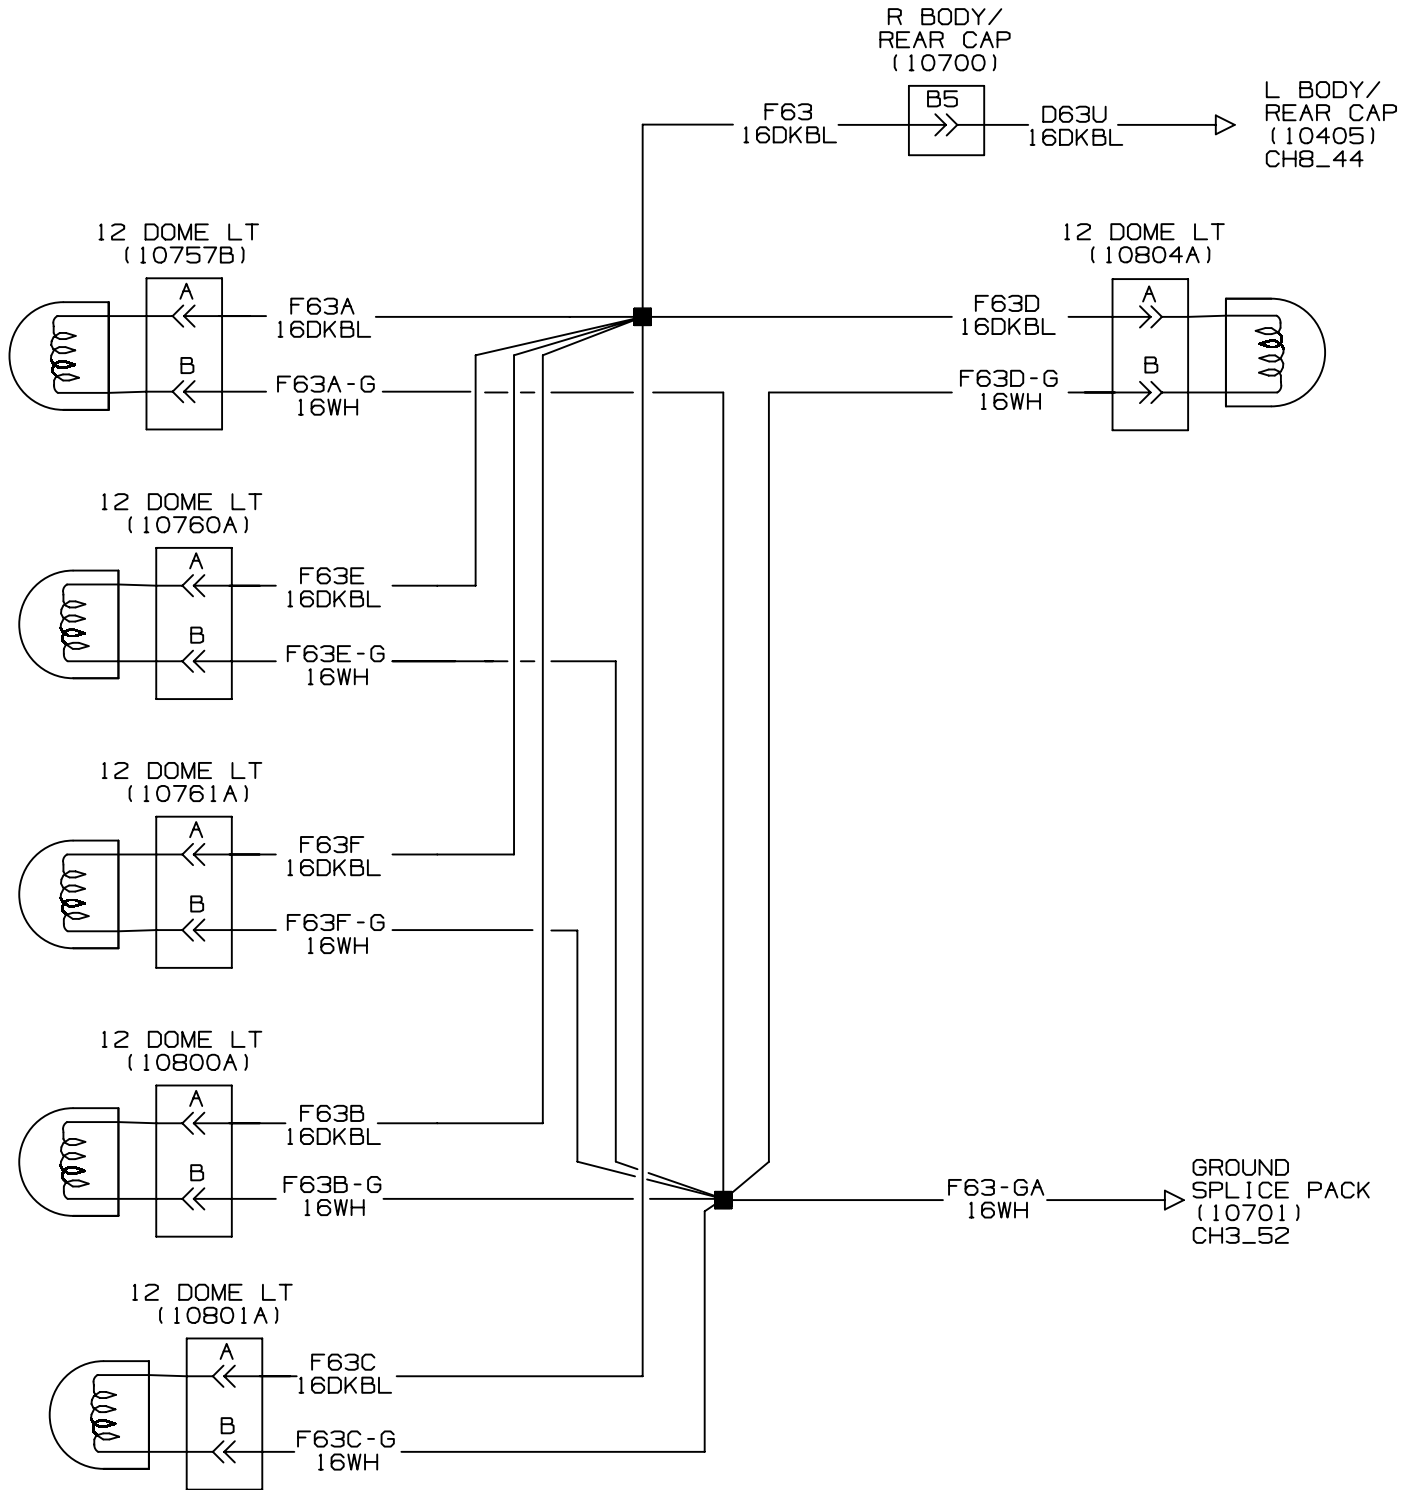 R BODY/
REAR CAP
(10700)
B5
F63
16DKBL
D63U
16DKBL
L BODY/
REAR CAP
(10405)
CH8_44
12 DOME LT
(10757B)
A
F63A
16DKBL
B
F63A-G
16WH
12 DOME LT
(10804A)
F63D
16DKBL
A
F63D-G
16WH
B
12 DOME LT
(10760A)
A
F63E
16DKBL
B
F63E-G
16WH
12 DOME LT
(10761A)
A
F63F
16DKBL
B
F63F-G
16WH
12 DOME LT
(10800A)
A
F63B
16DKBL
B
F63B-G
16WH
F63-GA
16WH
GROUND
SPLICE PACK
(10701)
CH3_52
12 DOME LT
(10801A)
A
F63C
16DKBL
B
F63C-G
16WH